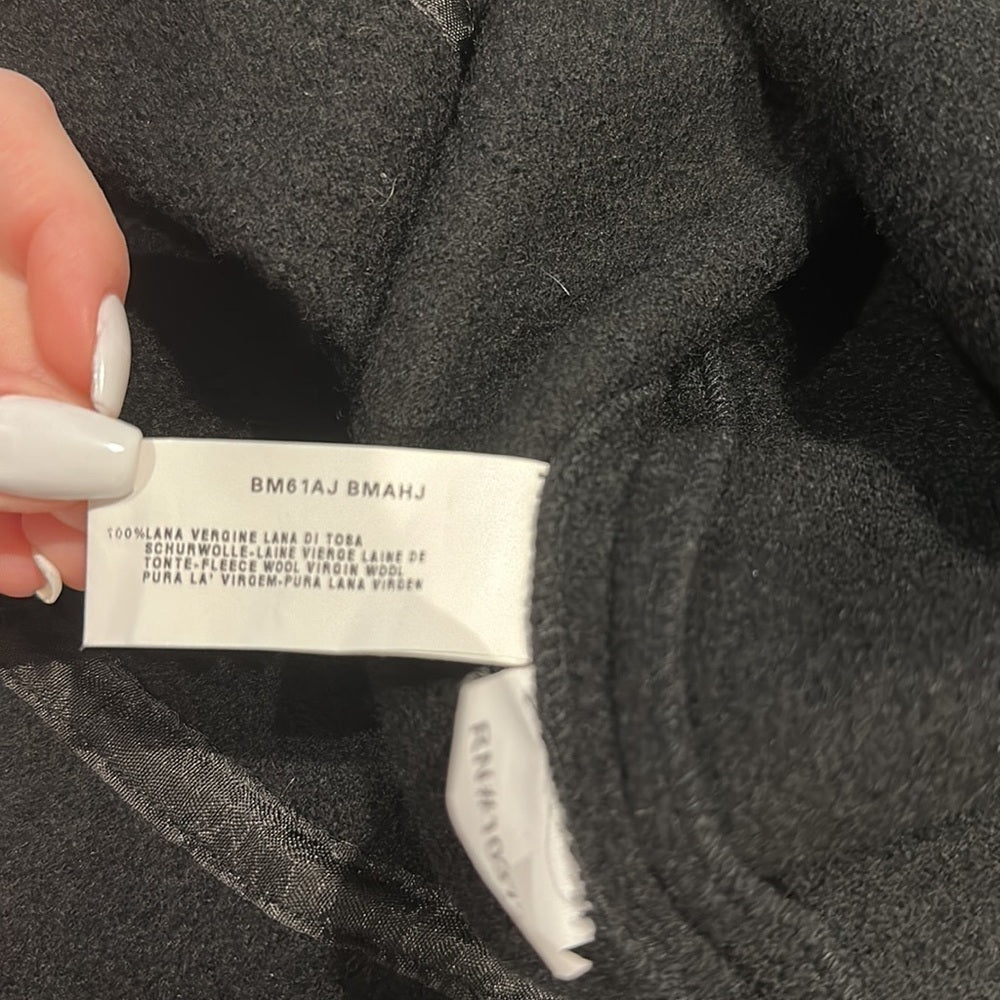 BM61AJ BMAHJ
100%LANA VERGINE LANA DI TOSA
SCHURWOLLE-LAINE VIERGE LAINE DE
TONTE-FLEECE WOOL VIRGIN WOOL
PURA LA' VIRGEM-PURA LANA VIRGEN